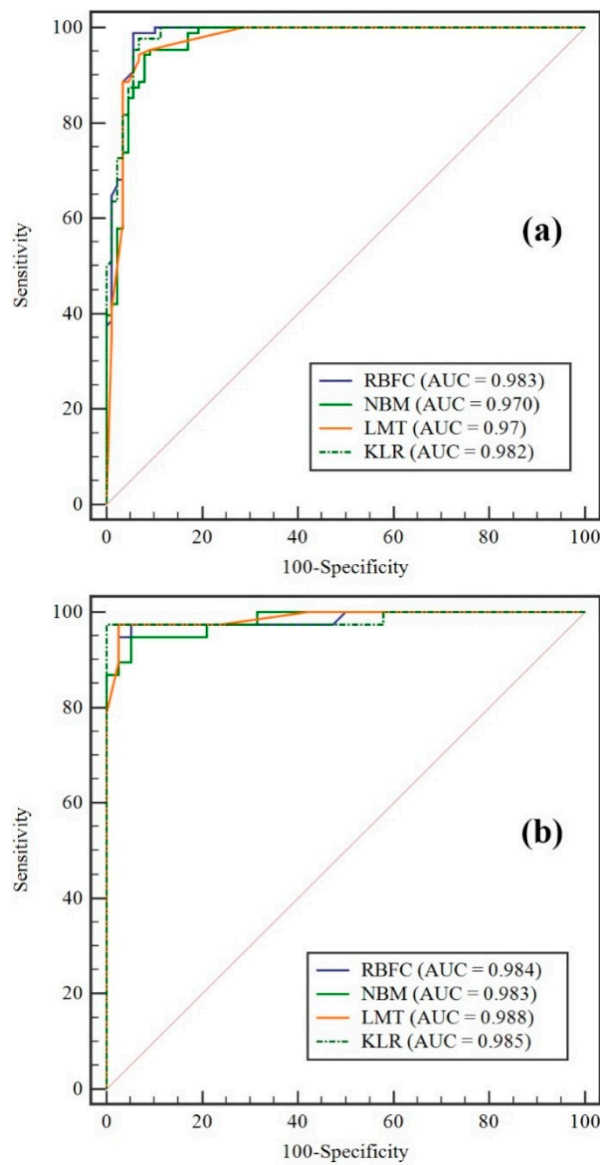 100
80
60
40
20
0
Sensitivity
(a)
RBFC (AUC = 0.983)
NBM (AUC = 0.970)
LMT (AUC = 0.97)
KLR (AUC = 0.982)
0 20 40 60 80 100
100-Specificity
100
80
60
40
20
0
Sensitivity
(b)
RBFC (AUC = 0.984)
NBM (AUC = 0.983)
LMT (AUC = 0.988)
KLR (AUC = 0.985)
0 20 40 60 80 100
100-Specificity